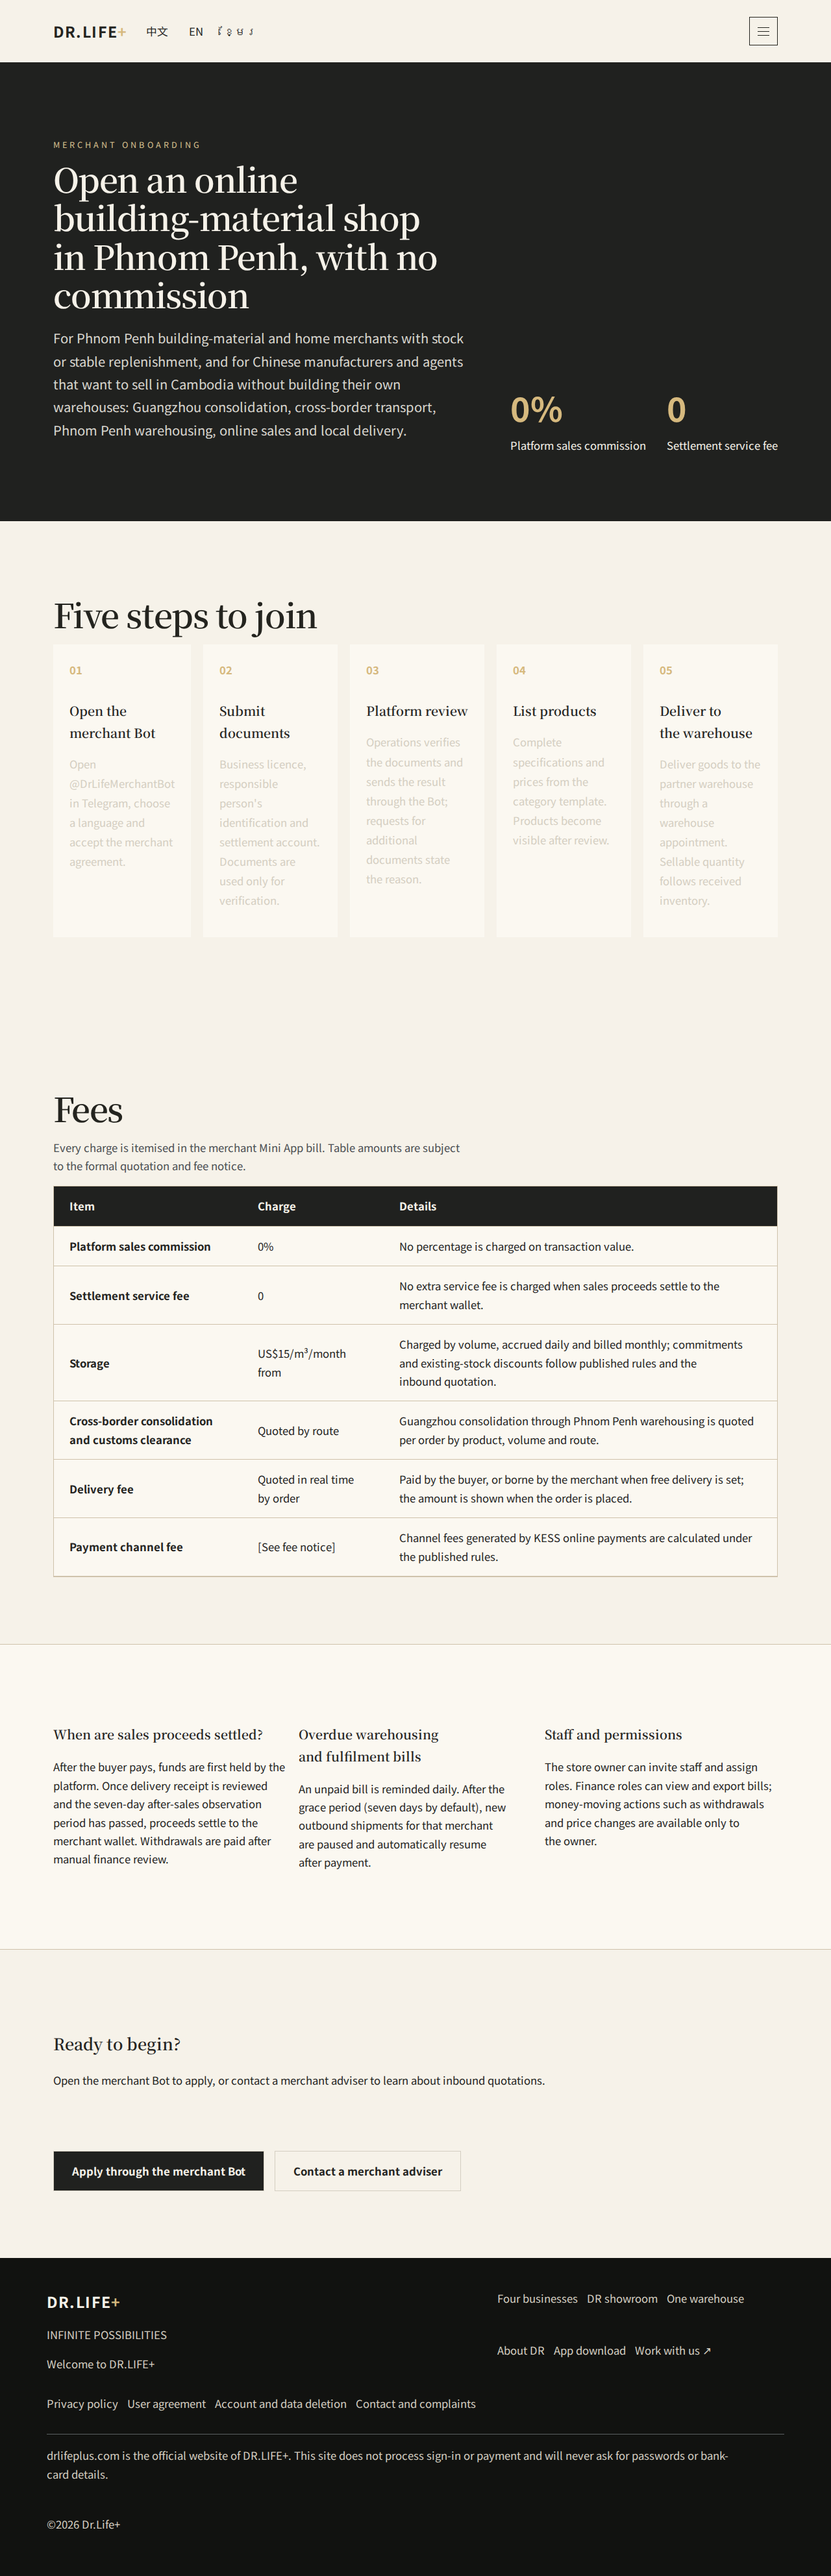 DR.LIFE+ 中文 EN ខ្មែរ
MERCHANT ONBOARDING
Open an online
building-material shop
in Phnom Penh, with no
commission
For Phnom Penh building-material and home merchants with stock
or stable replenishment, and for Chinese manufacturers and agents
that want to sell in Cambodia without building their own
warehouses: Guangzhou consolidation, cross-border transport,
Phnom Penh warehousing, online sales and local delivery.
0%
Platform sales commission
0
Settlement service fee
Five steps to join
01
Open the
merchant Bot
Open
@DrLifeMerchantBot
in Telegram, choose
a language and
accept the merchant
agreement.
02
Submit
documents
Business licence,
responsible
person's
identification and
settlement account.
Documents are
used only for
verification.
03
Platform review
Operations verifies
the documents and
sends the result
through the Bot;
requests for
additional
documents state
the reason.
04
List products
Complete
specifications and
prices from the
category template.
Products become
visible after review.
05
Deliver to
the warehouse
Deliver goods to the
partner warehouse
through a
warehouse
appointment.
Sellable quantity
follows received
inventory.
Fees
Every charge is itemised in the merchant Mini App bill. Table amounts are subject
to the formal quotation and fee notice.
Item Charge Details
Platform sales commission 0% No percentage is charged on transaction value.
Settlement service fee 0 No extra service fee is charged when sales proceeds settle to the
merchant wallet.
Storage
US$15/m³/month
from
Charged by volume, accrued daily and billed monthly; commitments
and existing-stock discounts follow published rules and the
inbound quotation.
Cross-border consolidation
and customs clearance
Quoted by route
Guangzhou consolidation through Phnom Penh warehousing is quoted
per order by product, volume and route.
Delivery fee
Quoted in real time
by order
Paid by the buyer, or borne by the merchant when free delivery is set;
the amount is shown when the order is placed.
Payment channel fee
[See fee notice]
Channel fees generated by KESS online payments are calculated under
the published rules.
When are sales proceeds settled?
After the buyer pays, funds are first held by the
platform. Once delivery receipt is reviewed
and the seven-day after-sales observation
period has passed, proceeds settle to the
merchant wallet. Withdrawals are paid after
manual finance review.
Overdue warehousing
and fulfilment bills
An unpaid bill is reminded daily. After the
grace period (seven days by default), new
outbound shipments for that merchant
are paused and automatically resume
after payment.
Staff and permissions
The store owner can invite staff and assign
roles. Finance roles can view and export bills;
money-moving actions such as withdrawals
and price changes are available only to
the owner.
Ready to begin?
Open the merchant Bot to apply, or contact a merchant adviser to learn about inbound quotations.
Apply through the merchant Bot
Contact a merchant adviser
DR.LIFE+
INFINITE POSSIBILITIES
Welcome to DR.LIFE+
Four businesses DR showroom One warehouse
About DR App download Work with us ↗
Privacy policy User agreement Account and data deletion Contact and complaints
drlifeplus.com is the official website of DR.LIFE+. This site does not process sign-in or payment and will never ask for passwords or bank-
card details.
©2026 Dr.Life+